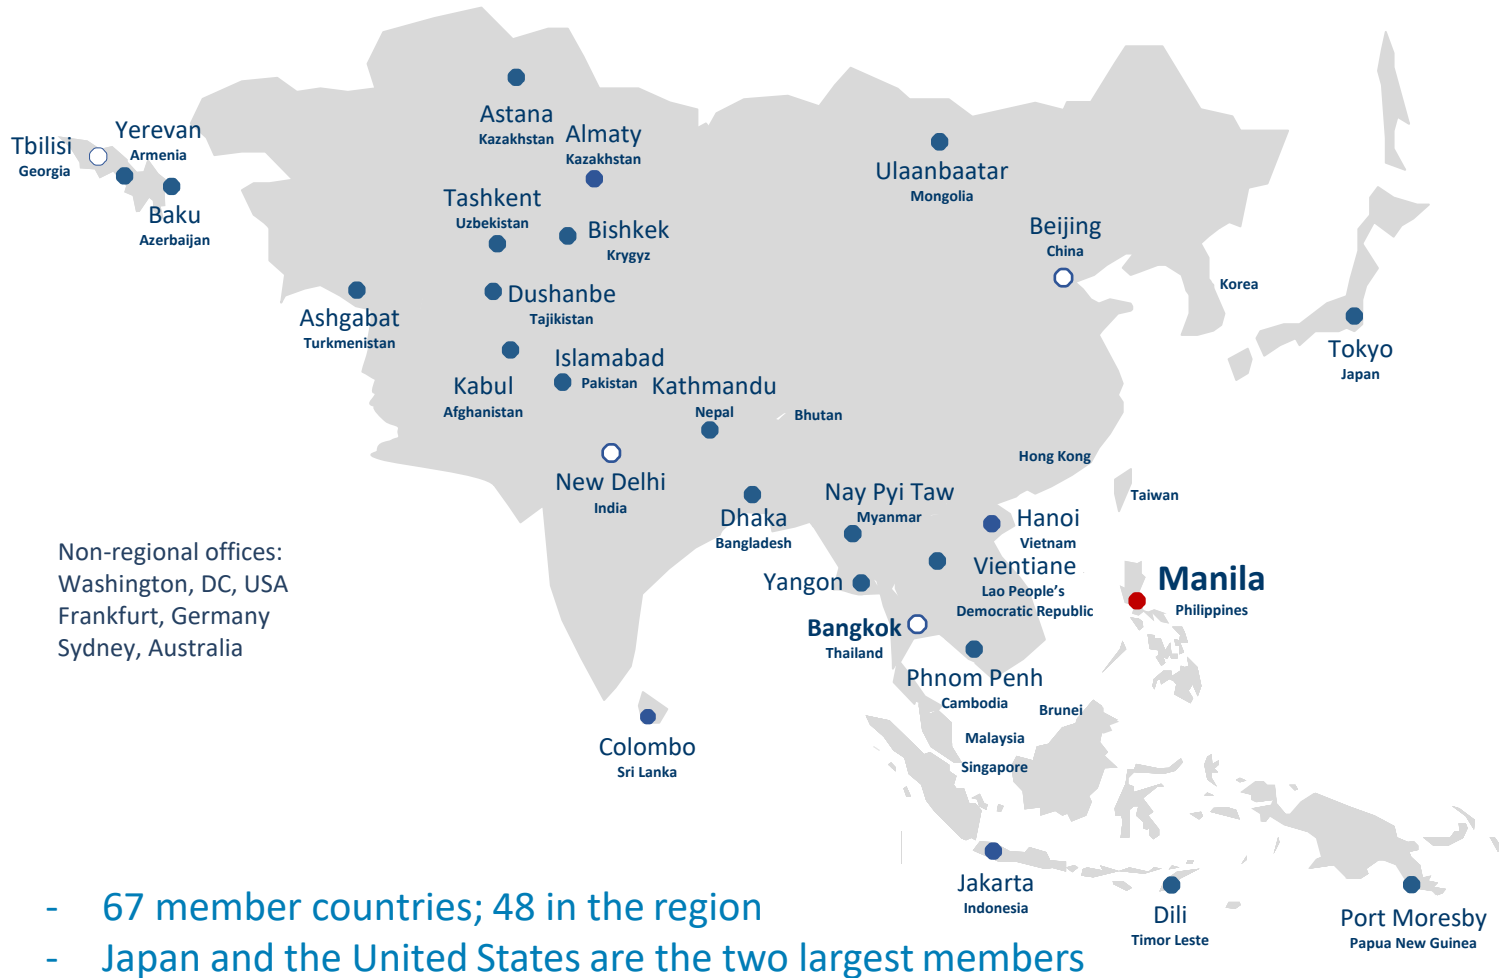 Astana
Kazakhstan
Almaty
Kazakhstan
Yerevan
Armenia
Tbilisi
Georgia
Baku
Azerbaijan
Tashkent
Uzbekistan
Bishkek
Krygyz
Ulaanbaatar
Mongolia
Beijing
China
Korea
Tokyo
Japan
Dushanbe
Tajikistan
Ashgabat
Turkmenistan
Islamabad
Pakistan
Kabul
Afghanistan
Kathmandu
Nepal
Bhutan
Hong Kong
Taiwan
New Delhi
India
Dhaka
Bangladesh
Nay Pyi Taw
Myanmar
Hanoi
Vietnam
Yangon
Vientiane
Lao People's
Democratic Republic
Manila
Philippines
Bangkok
Thailand
Phnom Penh
Cambodia
Brunei
Malaysia
Singapore
Colombo
Sri Lanka
Non-regional offices:
Washington, DC, USA
Frankfurt, Germany
Sydney, Australia
Jakarta
Indonesia
Dili
Timor Leste
Port Moresby
Papua New Guinea
- 67 member countries; 48 in the region
- Japan and the United States are the two largest members